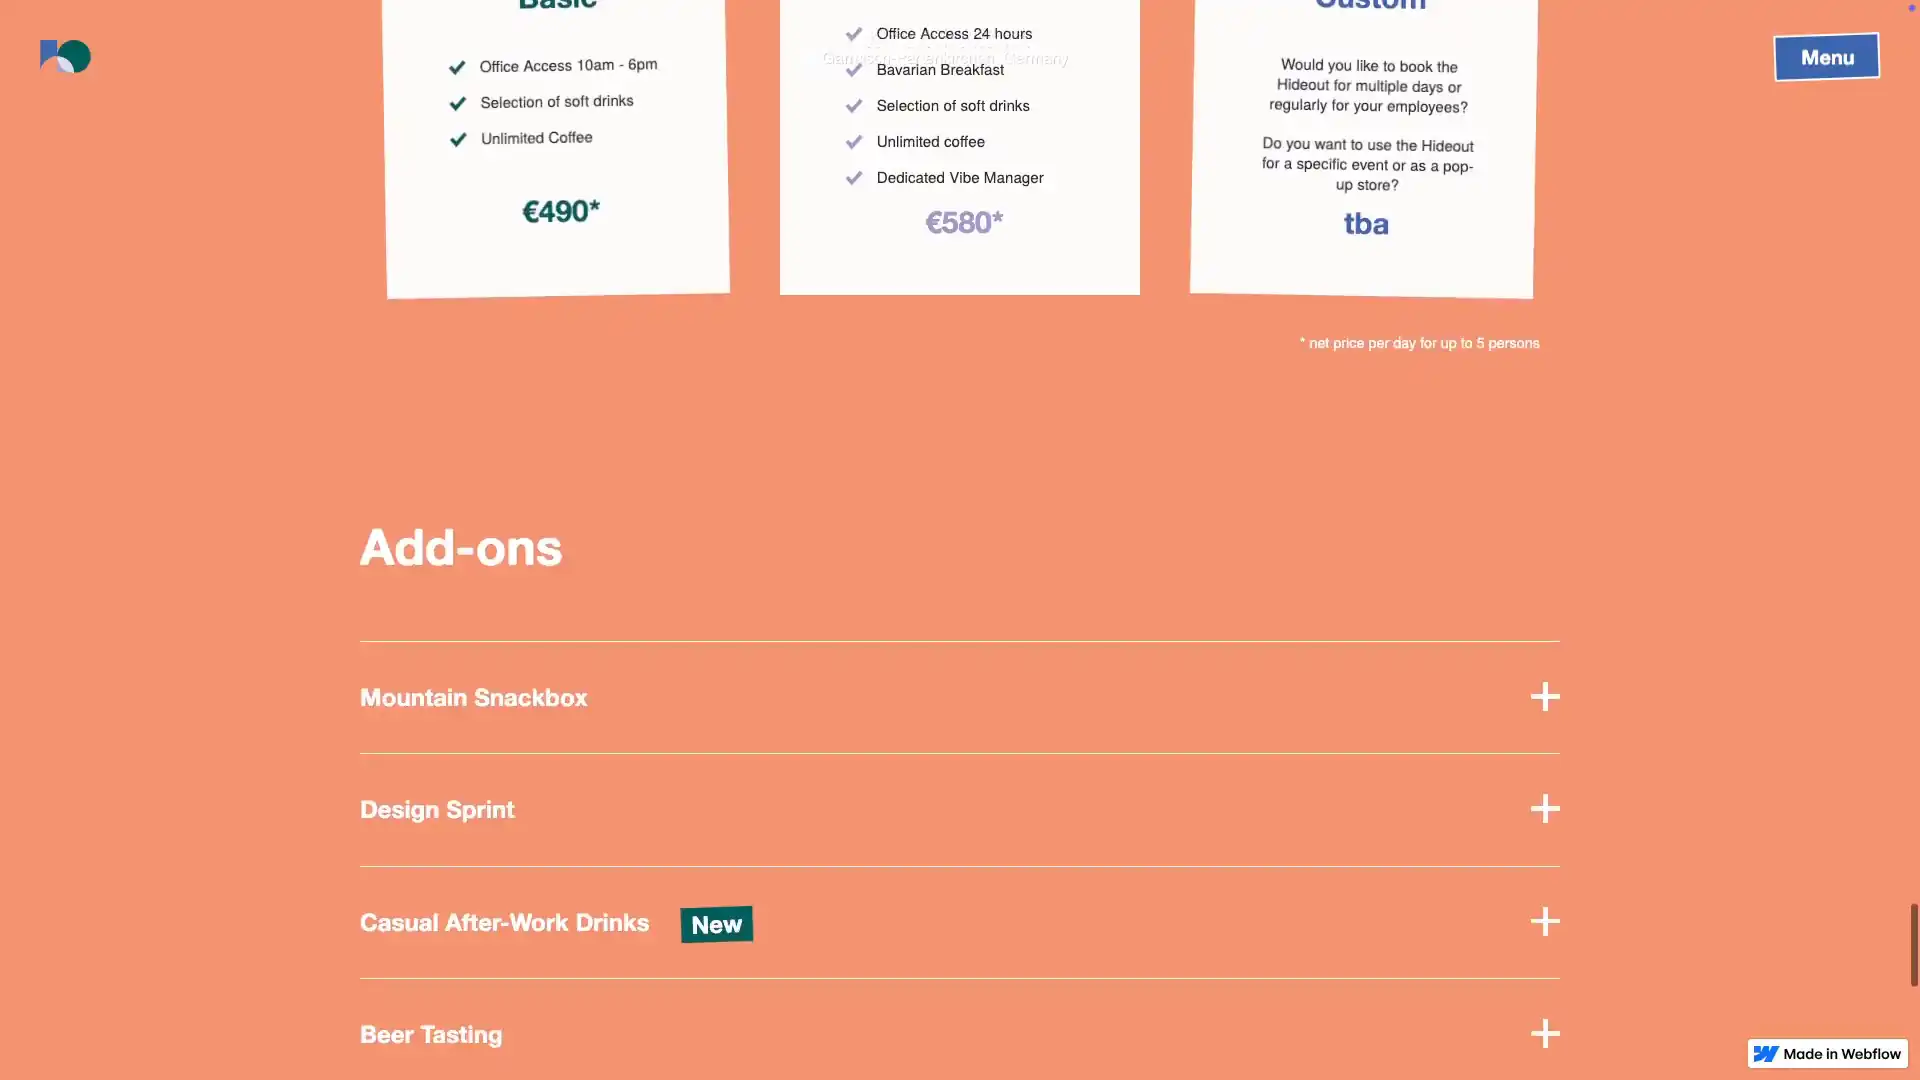 Basic
Office Access 10am - 6pm
Selection of soft drinks
Unlimited Coffee
€490*
Office Access 24 hours
Bavarian Breakfast
Selection of soft drinks
Unlimited coffee
Dedicated Vibe Manager
€580*
Custom
Would you like to book the
Hideout for multiple days or
regularly for your employees?
Do you want to use the Hideout
for a specific event or as a pop-
up store?
tba
Menu
* net price per day for up to 5 persons
Add-ons
Mountain Snackbox
Design Sprint
Casual After-Work Drinks
New
Beer Tasting
Made in Webflow